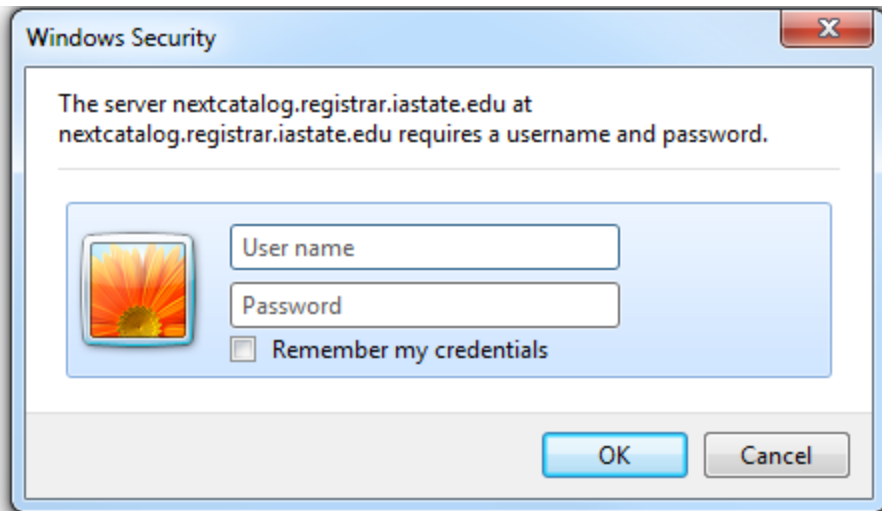 Windows Security
The server nextcatalog.registrar.iastate.edu at
nextcatalog.registrar.iastate.edu requires a username and password.
User name
Password
Remember my credentials
OK
Cancel